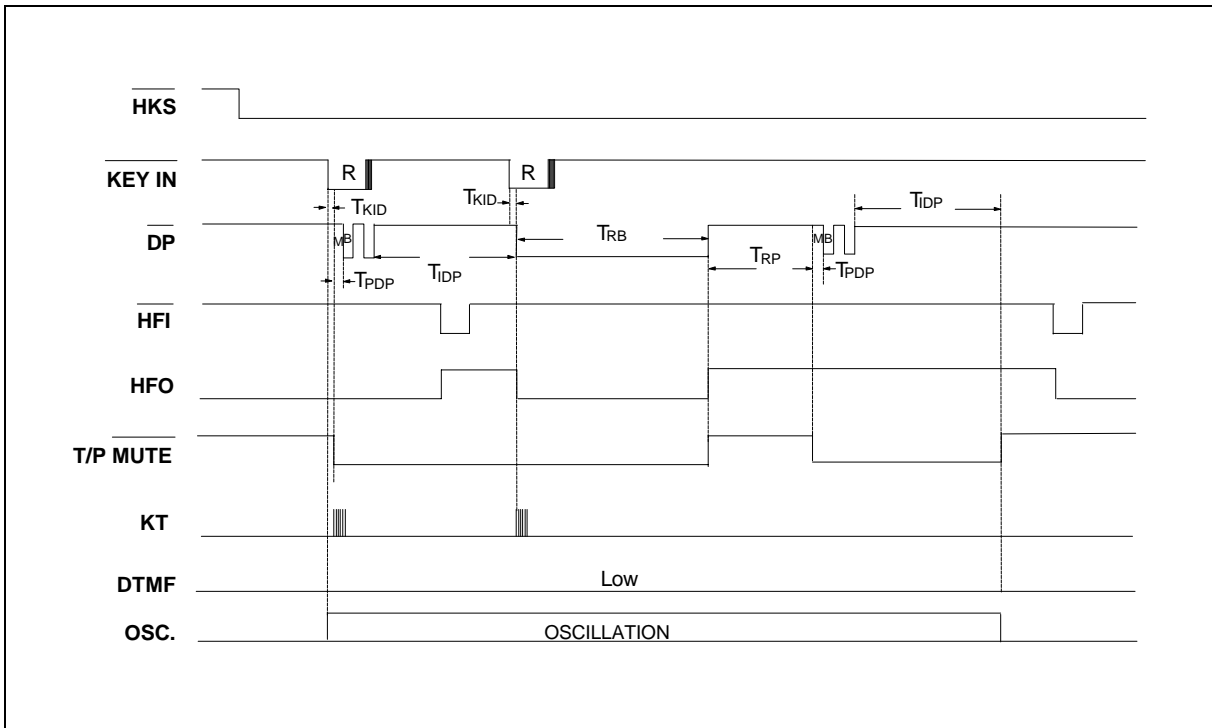 HKS
KEY IN
R
R
TKID
TKID
TIDP
DP
MB
TRB
MB
TRP
TPDP
TIDP
TPDP
HFI
HFO
T/P MUTE
KT
DTMF
Low
OSC.
OSCILLATION